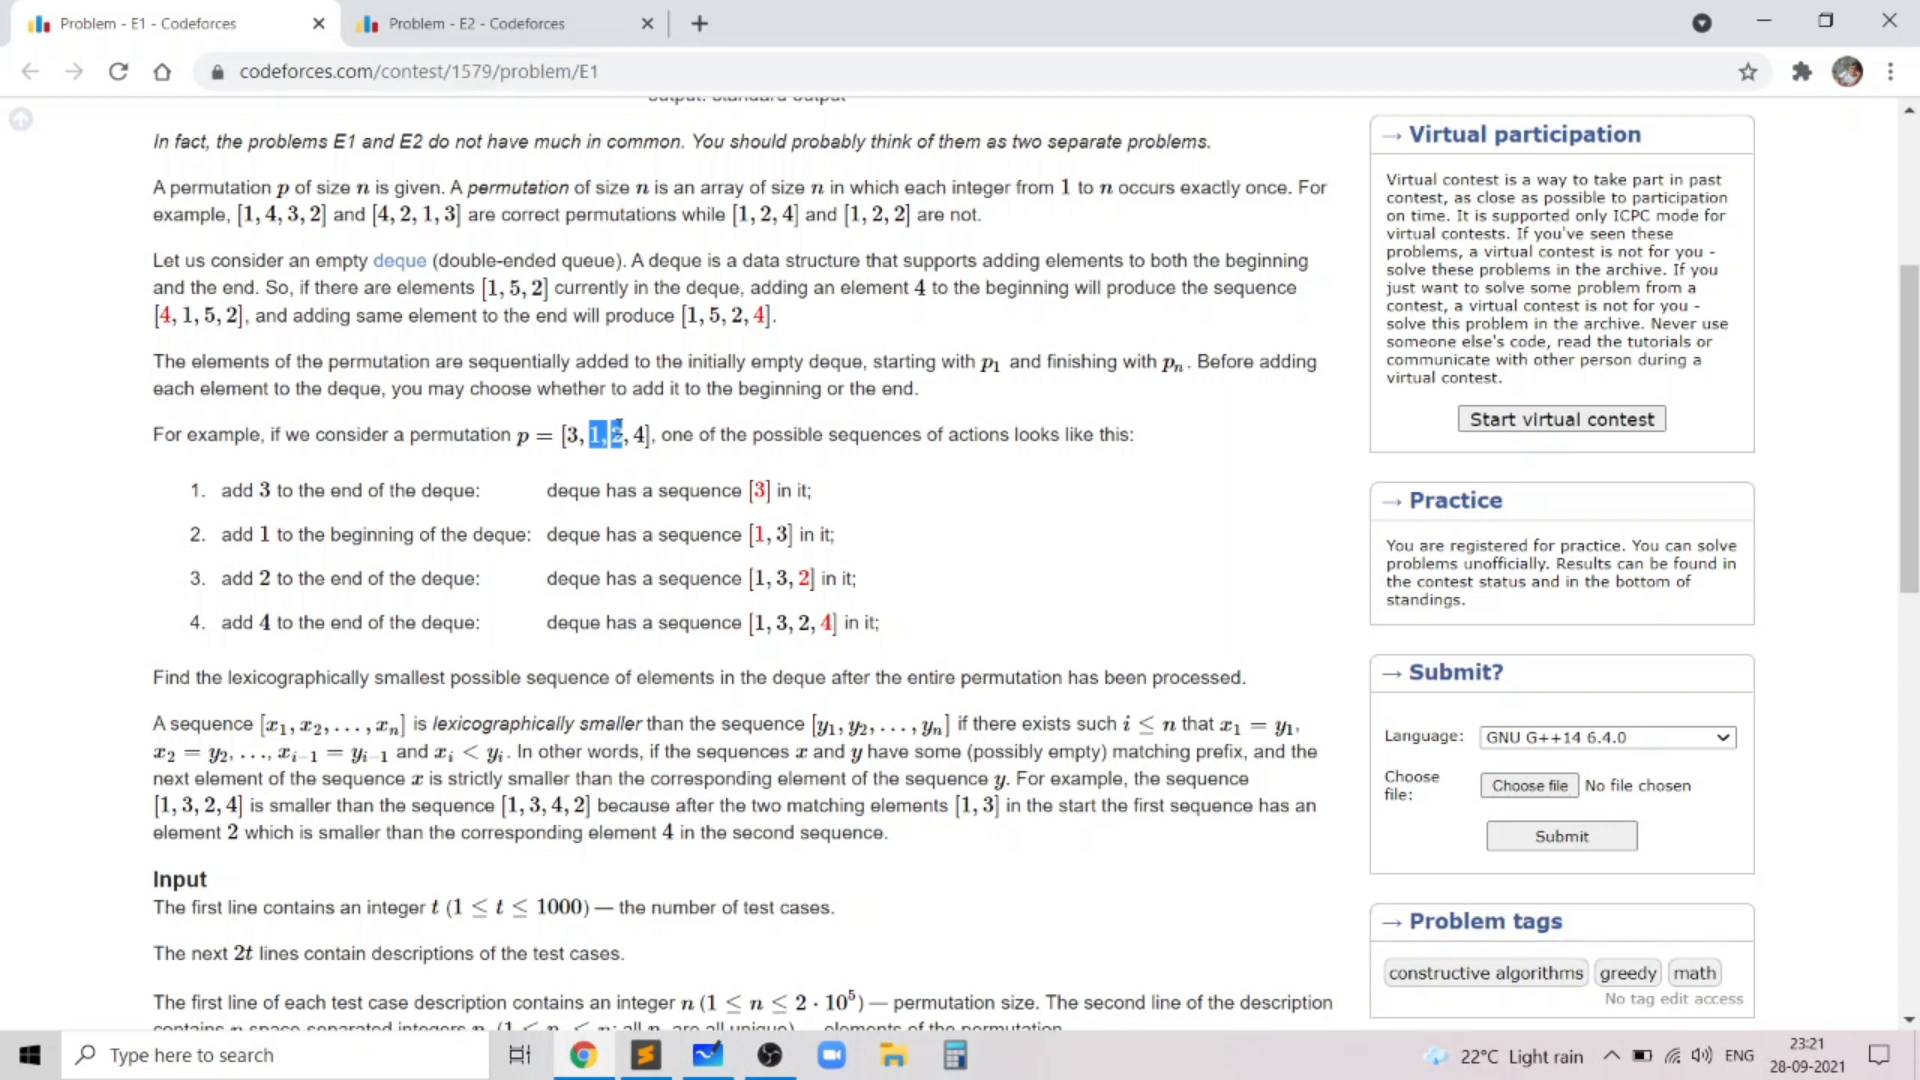 Problem - E1 - Codeforces
Problem - E2 - Codeforces
codeforces.com/contest/1579/problem/E1
output: standard output
In fact, the problems E1 and E2 do not have much in common. You should probably think of them as two separate problems.
A permutation p of size n is given. A permutation of size n is an array of size n in which each integer from 1 to n occurs exactly once. For
example, [1, 4, 3, 2] and [4, 2, 1, 3] are correct permutations while [1, 2, 4] and [1, 2, 2] are not.
Let us consider an empty deque (double-ended queue). A deque is a data structure that supports adding elements to both the beginning
and the end. So, if there are elements [1, 5, 2] currently in the deque, adding an element 4 to the beginning will produce the sequence
[4, 1, 5, 2], and adding same element to the end will produce [1, 5, 2, 4].
The elements of the permutation are sequentially added to the initially empty deque, starting with p1 and finishing with pn. Before adding
each element to the deque, you may choose whether to add it to the beginning or the end.
For example, if we consider a permutation p = [3, 1, 2, 4], one of the possible sequences of actions looks like this:
1. add 3 to the end of the deque: deque has a sequence [3] in it;
2. add 1 to the beginning of the deque: deque has a sequence [1, 3] in it;
3. add 2 to the end of the deque: deque has a sequence [1, 3, 2] in it;
4. add 4 to the end of the deque: deque has a sequence [1, 3, 2, 4] in it;
Find the lexicographically smallest possible sequence of elements in the deque after the entire permutation has been processed.
A sequence [x1, x2, . . . , xn] is lexicographically smaller than the sequence [y1, y2, . . . , yn] if there exists such i ≤ n that x1 = y1,
x2 = y2, . . ., xi−1 = yi−1 and xi < yi. In other words, if the sequences x and y have some (possibly empty) matching prefix, and the
next element of the sequence x is strictly smaller than the corresponding element of the sequence y. For example, the sequence
[1, 3, 2, 4] is smaller than the sequence [1, 3, 4, 2] because after the two matching elements [1, 3] in the start the first sequence has an
element 2 which is smaller than the corresponding element 4 in the second sequence.
Input
The first line contains an integer t (1 ≤ t ≤ 1000) — the number of test cases.
The next 2t lines contain descriptions of the test cases.
The first line of each test case description contains an integer n (1 ≤ n ≤ 2 · 10^5) — permutation size. The second line of the description
contains n space-separated integers pi (1 ≤ pi ≤ n; all pi are all unique) — elements of the permutation.
→ Virtual participation
Virtual contest is a way to take part in past
contest, as close as possible to participation
on time. It is supported only ICPC mode for
virtual contests. If you've seen these
problems, a virtual contest is not for you -
solve these problems in the archive. If you
just want to solve some problem from a
contest, a virtual contest is not for you -
solve this problem in the archive. Never use
someone else's code, read the tutorials or
communicate with other person during a
virtual contest.
Start virtual contest
→ Practice
You are registered for practice. You can solve
problems unofficially. Results can be found in
the contest status and in the bottom of
standings.
→ Submit?
Language: GNU G++14 6.4.0
Choose
file: Choose file No file chosen
Submit
→ Problem tags
constructive algorithms greedy math
No tag edit access
Type here to search
22°C Light rain
ENG
23:21
28-09-2021